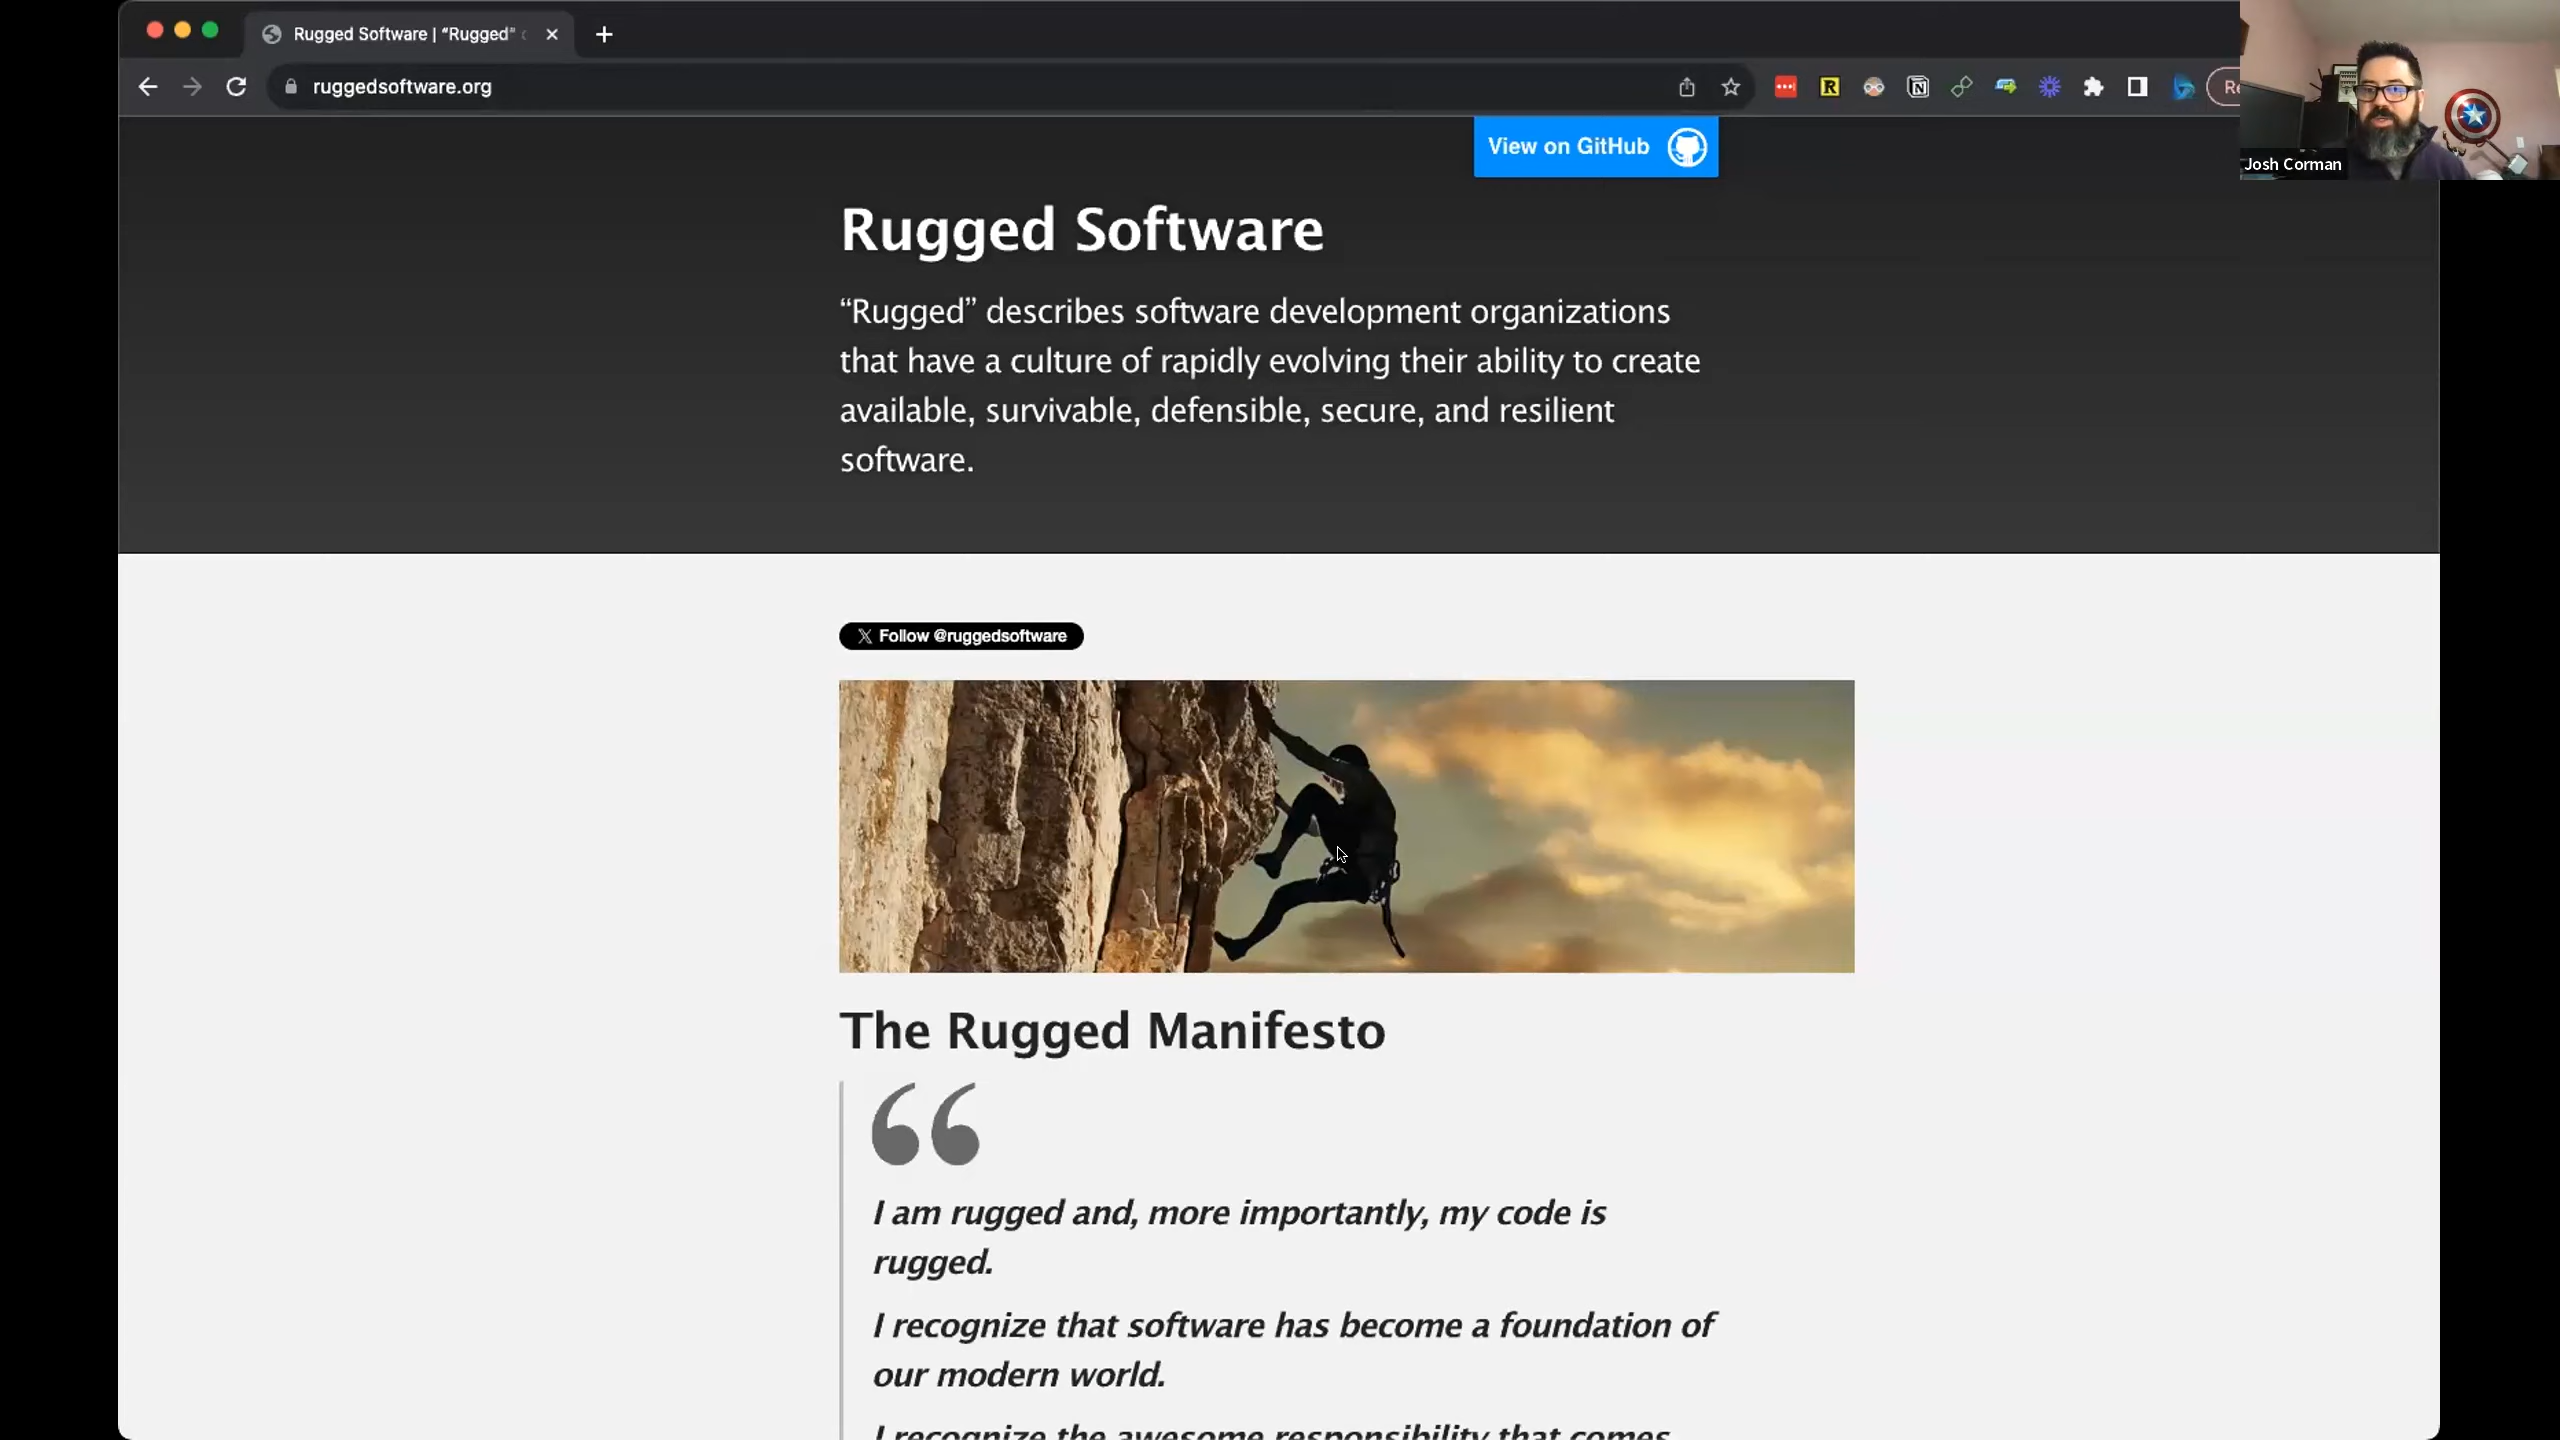 Rugged Software | “Rugged”
ruggedsoftware.org
Re
Josh Corman
View on GitHub
Rugged Software
“Rugged” describes software development organizations
that have a culture of rapidly evolving their ability to create
available, survivable, defensible, secure, and resilient
software.
X Follow @ruggedsoftware
The Rugged Manifesto
“
I am rugged and, more importantly, my code is
rugged.
I recognize that software has become a foundation of
our modern world.
I recognize the awesome responsibility that comes